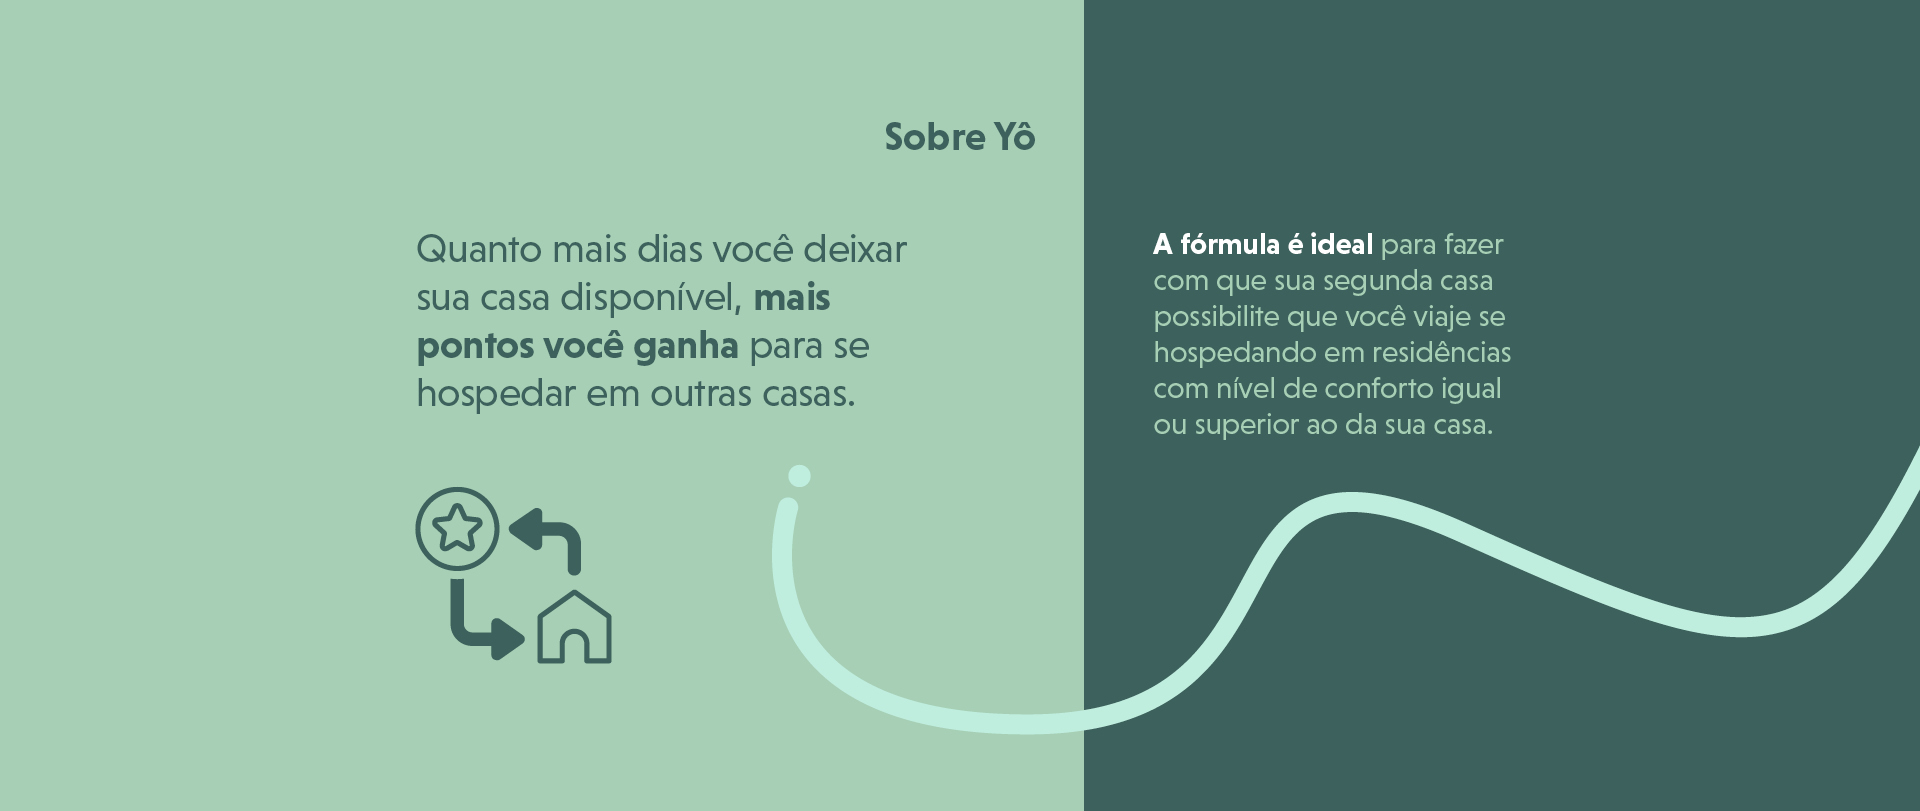 Sobre Yô
Quanto mais dias você deixar
sua casa disponível, mais
pontos você ganha para se
hospedar em outras casas.
A fórmula é ideal para fazer
com que sua segunda casa
possibilite que você viaje se
hospedando em residências
com nível de conforto igual
ou superior ao da sua casa.